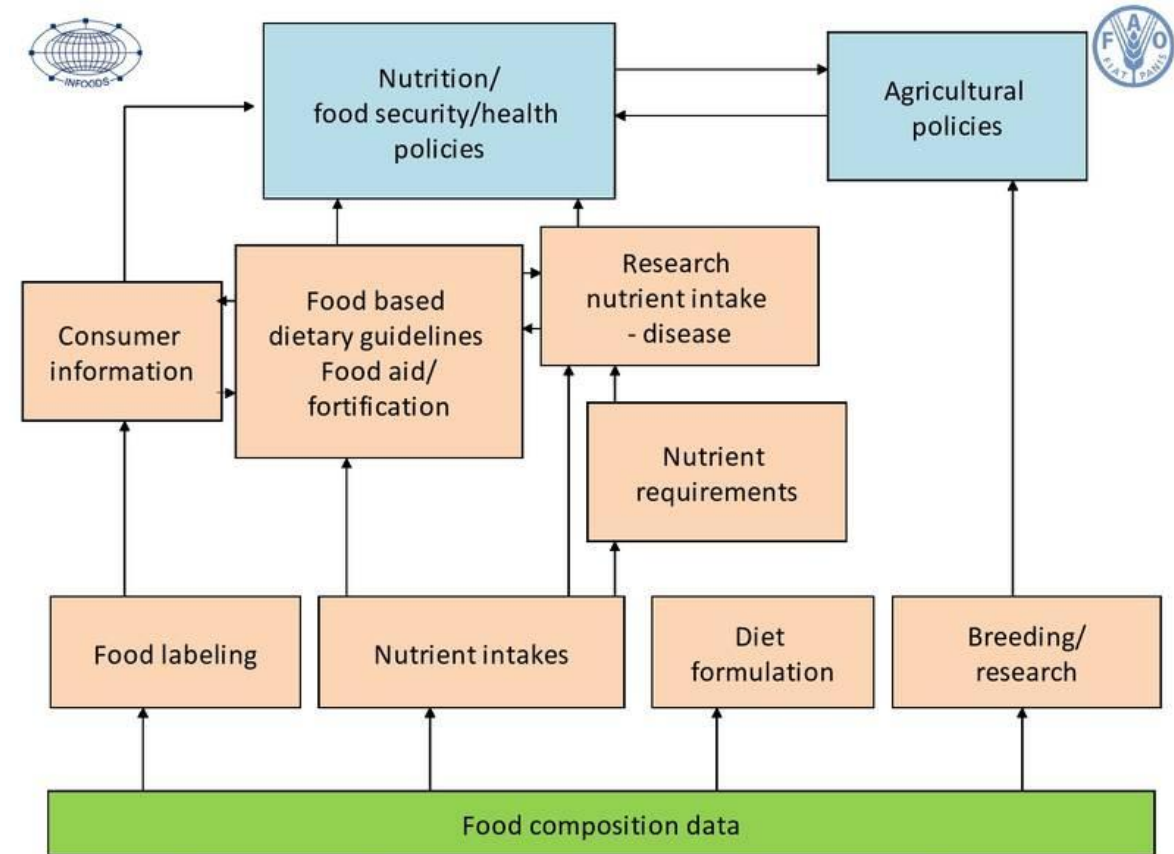 INFOODS
F A O
FIAT PANIS
Nutrition/
food security/health
policies
Agricultural
policies
Consumer
information
Food based
dietary guidelines
Food aid/
fortification
Research
nutrient intake
- disease
Nutrient
requirements
Food labeling
Nutrient intakes
Diet
formulation
Breeding/
research
Food composition data